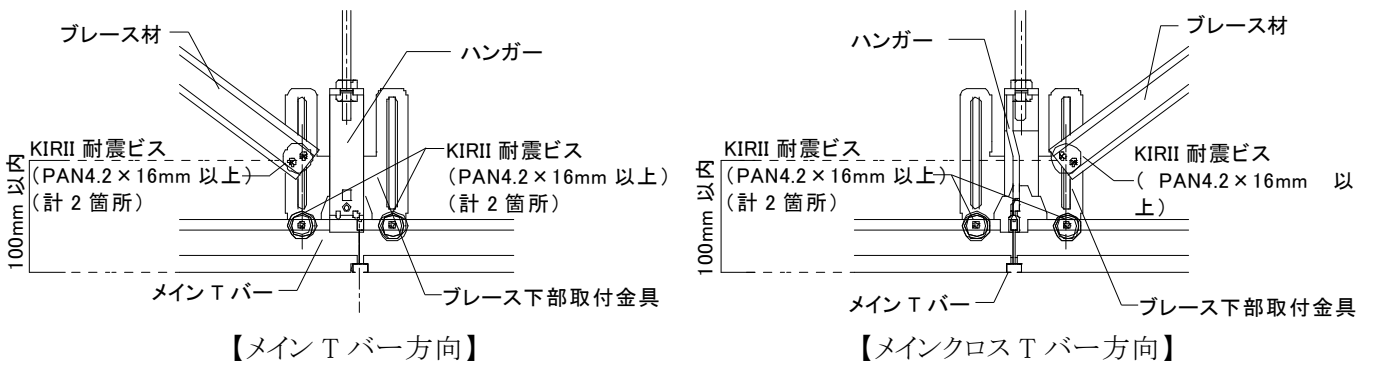 ブレース材
ハンガー
KIRII 耐震ビス
(PAN4.2×16mm 以上)
(計 2 箇所)
KIRII 耐震ビス
(PAN4.2×16mm 以上)
(計 2 箇所)
100mm 以内
メイン T バー
ブレース下部取付金具
【メイン T バー方向】
ハンガー
ブレース材
KIRII 耐震ビス
(PAN4.2×16mm 以上)
(計 2 箇所)
KIRII 耐震ビス
( PAN4.2×16mm 以
上)
100mm 以内
メイン T バー
ブレース下部取付金具
【メインクロス T バー方向】